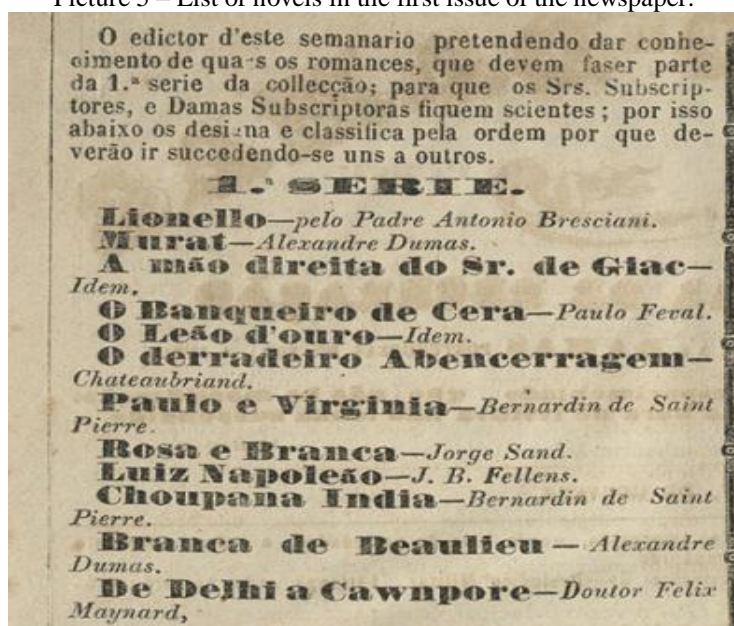 Picture 3 – List of novels in the first issue of the newspaper.
O edictor d'este semanario pretendendo dar conhe-
cimento de qua-s os romances, que devem faser parte
da 1.ª serie da collecção; para que os Srs. Subscrip-
tores, e Damas Subscriptoras fiquem scientes; por isso
abaixo os desi na e classifica pela ordem por que de-
verão ir succedendo-se uns a outros.
1.ª SERIE.
Lionello—pelo Padre Antonio Bresciani.
Murat—Alexandre Dumas.
A mão direita do Sr. de Giac—
Idem.
O Banqueiro de Cera—Paulo Feval.
O Leão d'ouro—Idem.
O derradeiro Abencerragem—
Chateaubriand.
Paulo e Virginia—Bernardin de Saint
Pierre.
Rosa e Branca—Jorge Sand.
Luiz Napoleão—J. B. Fellens.
Choupana India—Bernardin de Saint
Pierre.
Branca de Beaulieu—Alexandre
Dumas.
De Delhi a Cawnpore—Doutor Felix
Maynard,